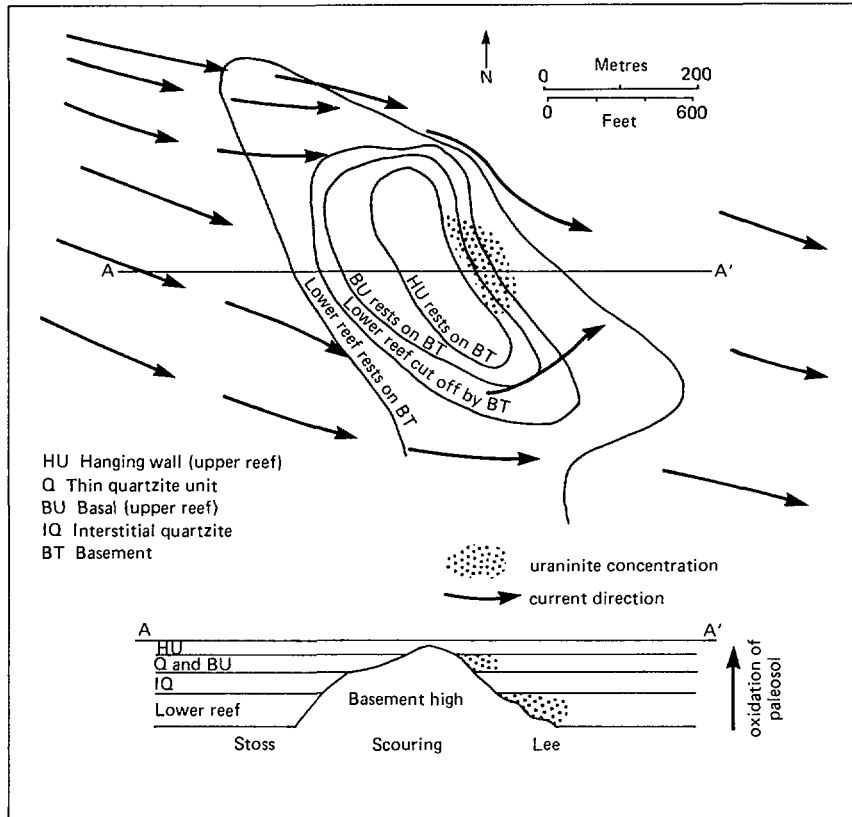 N
0 Metres 200
0 Feet 600
A
A'
Lower reef rests on BT
Lower reef cut off by BT
BU rests on BT
HU rests on BT
HU Hanging wall (upper reef)
Q Thin quartzite unit
BU Basal (upper reef)
IQ Interstitial quartzite
BT Basement
uraninite concentration
current direction
A
A'
HU
Q and BU
IQ
Lower reef
Basement high
Stoss
Scouring
Lee
oxidation of
paleosol